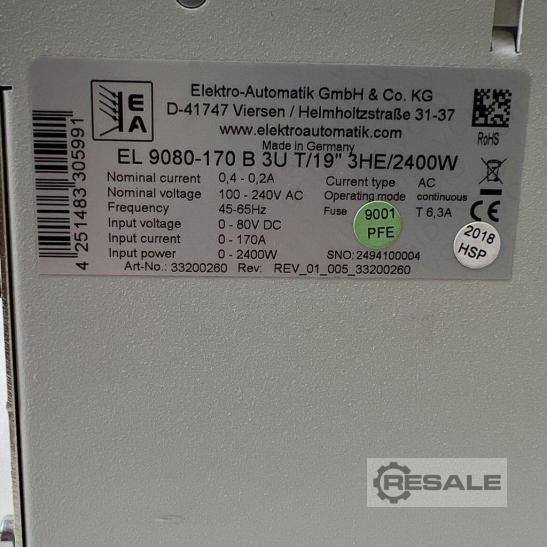 EA
Elektro-Automatik GmbH & Co. KG
D-41747 Viersen / Helmholtzstraße 31-37
www.elektroautomatik.com
Made in Germany
EL 9080-170 B 3U T/19" 3HE/2400W
Nominal current 0,4 - 0,2A Current type AC
Nominal voltage 100 - 240V AC Operating mode continuous
Frequency 45-65Hz Fuse T 6,3A
Input voltage 0 - 80V DC
Input current 0 - 170A
Input power 0 - 2400W SNO: 2494100004
Art-No.: 33200260 Rev: REV_01_005_33200260
4 251483 305991
RoHS
CE
9001
PFE
2018
HSP
RESALE